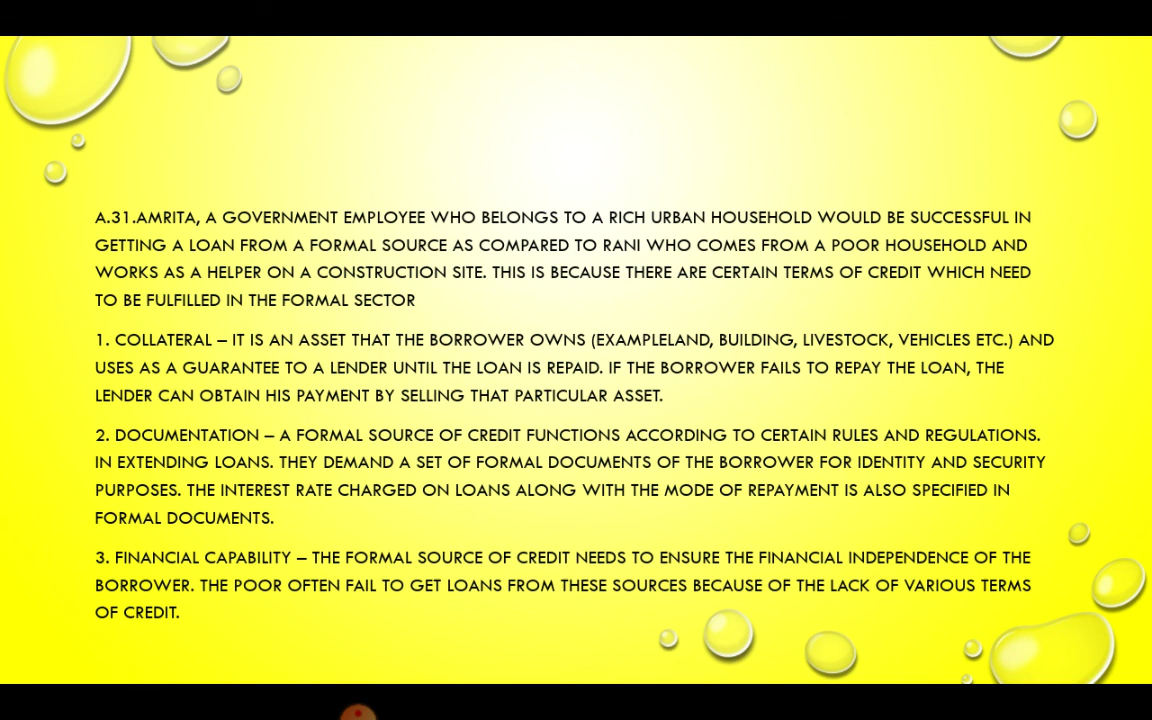 A.31.AMRITA, A GOVERNMENT EMPLOYEE WHO BELONGS TO A RICH URBAN HOUSEHOLD WOULD BE SUCCESSFUL IN
GETTING A LOAN FROM A FORMAL SOURCE AS COMPARED TO RANI WHO COMES FROM A POOR HOUSEHOLD AND
WORKS AS A HELPER ON A CONSTRUCTION SITE. THIS IS BECAUSE THERE ARE CERTAIN TERMS OF CREDIT WHICH NEED
TO BE FULFILLED IN THE FORMAL SECTOR
1. COLLATERAL – IT IS AN ASSET THAT THE BORROWER OWNS (EXAMPLELAND, BUILDING, LIVESTOCK, VEHICLES ETC.) AND
USES AS A GUARANTEE TO A LENDER UNTIL THE LOAN IS REPAID. IF THE BORROWER FAILS TO REPAY THE LOAN, THE
LENDER CAN OBTAIN HIS PAYMENT BY SELLING THAT PARTICULAR ASSET.
2. DOCUMENTATION – A FORMAL SOURCE OF CREDIT FUNCTIONS ACCORDING TO CERTAIN RULES AND REGULATIONS.
IN EXTENDING LOANS. THEY DEMAND A SET OF FORMAL DOCUMENTS OF THE BORROWER FOR IDENTITY AND SECURITY
PURPOSES. THE INTEREST RATE CHARGED ON LOANS ALONG WITH THE MODE OF REPAYMENT IS ALSO SPECIFIED IN
FORMAL DOCUMENTS.
3. FINANCIAL CAPABILITY – THE FORMAL SOURCE OF CREDIT NEEDS TO ENSURE THE FINANCIAL INDEPENDENCE OF THE
BORROWER. THE POOR OFTEN FAIL TO GET LOANS FROM THESE SOURCES BECAUSE OF THE LACK OF VARIOUS TERMS
OF CREDIT.